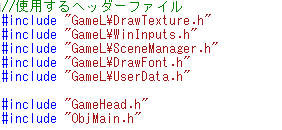 //使用するヘッダーファイル
#include "GameL¥DrawTexture.h"
#include "GameL¥WinInputs.h"
#include "GameL¥SceneManager.h"
#include "GameL¥DrawFont.h"
#include "GameL¥UserData.h"
#include "GameHead.h"
#include "ObjMain.h"